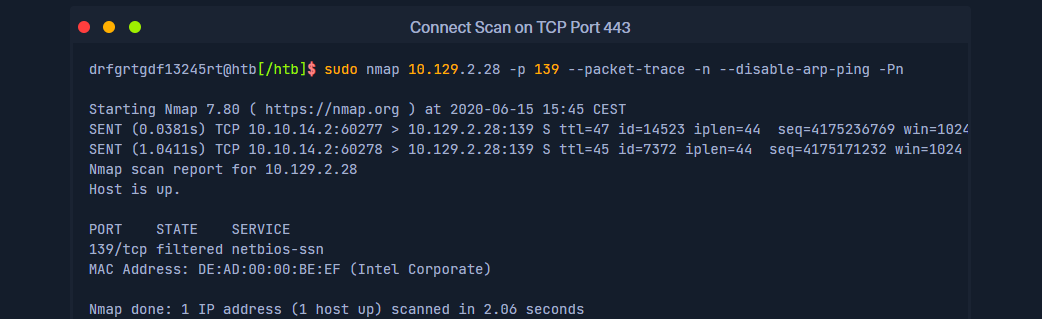 Connect Scan on TCP Port 443
drfgrtgdf13245rt@htb[/htb]$ sudo nmap 10.129.2.28 -p 139 --packet-trace -n --disable-arp-ping -Pn
Starting Nmap 7.80 ( https://nmap.org ) at 2020-06-15 15:45 CEST
SENT (0.0381s) TCP 10.10.14.2:60277 > 10.129.2.28:139 S ttl=47 id=14523 iplen=44  seq=4175236769 win=1024
SENT (1.0411s) TCP 10.10.14.2:60278 > 10.129.2.28:139 S ttl=45 id=7372 iplen=44  seq=4175171232 win=1024
Nmap scan report for 10.129.2.28
Host is up.
PORT    STATE    SERVICE
139/tcp filtered netbios-ssn
MAC Address: DE:AD:00:00:BE:EF (Intel Corporate)
Nmap done: 1 IP address (1 host up) scanned in 2.06 seconds